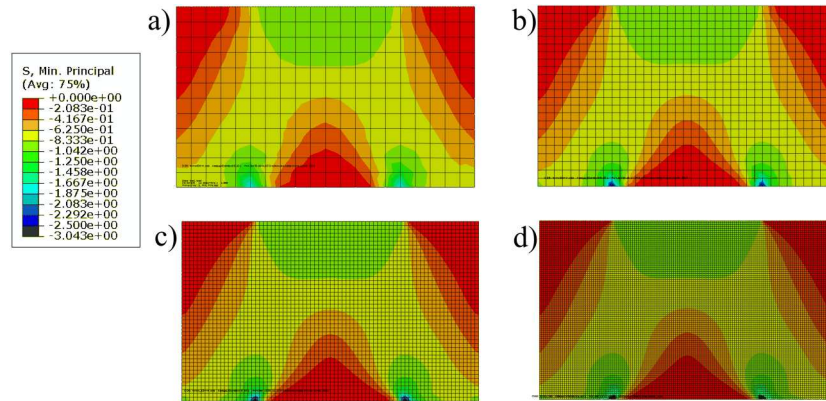 a)
b)
S, Min. Principal
(Avg: 75%)
+0.000e+00
-2.083e-01
-4.167e-01
-6.250e-01
-8.333e-01
-1.042e+00
-1.250e+00
-1.458e+00
-1.667e+00
-1.875e+00
-2.083e+00
-2.292e+00
-2.500e+00
-3.043e+00
c)
d)